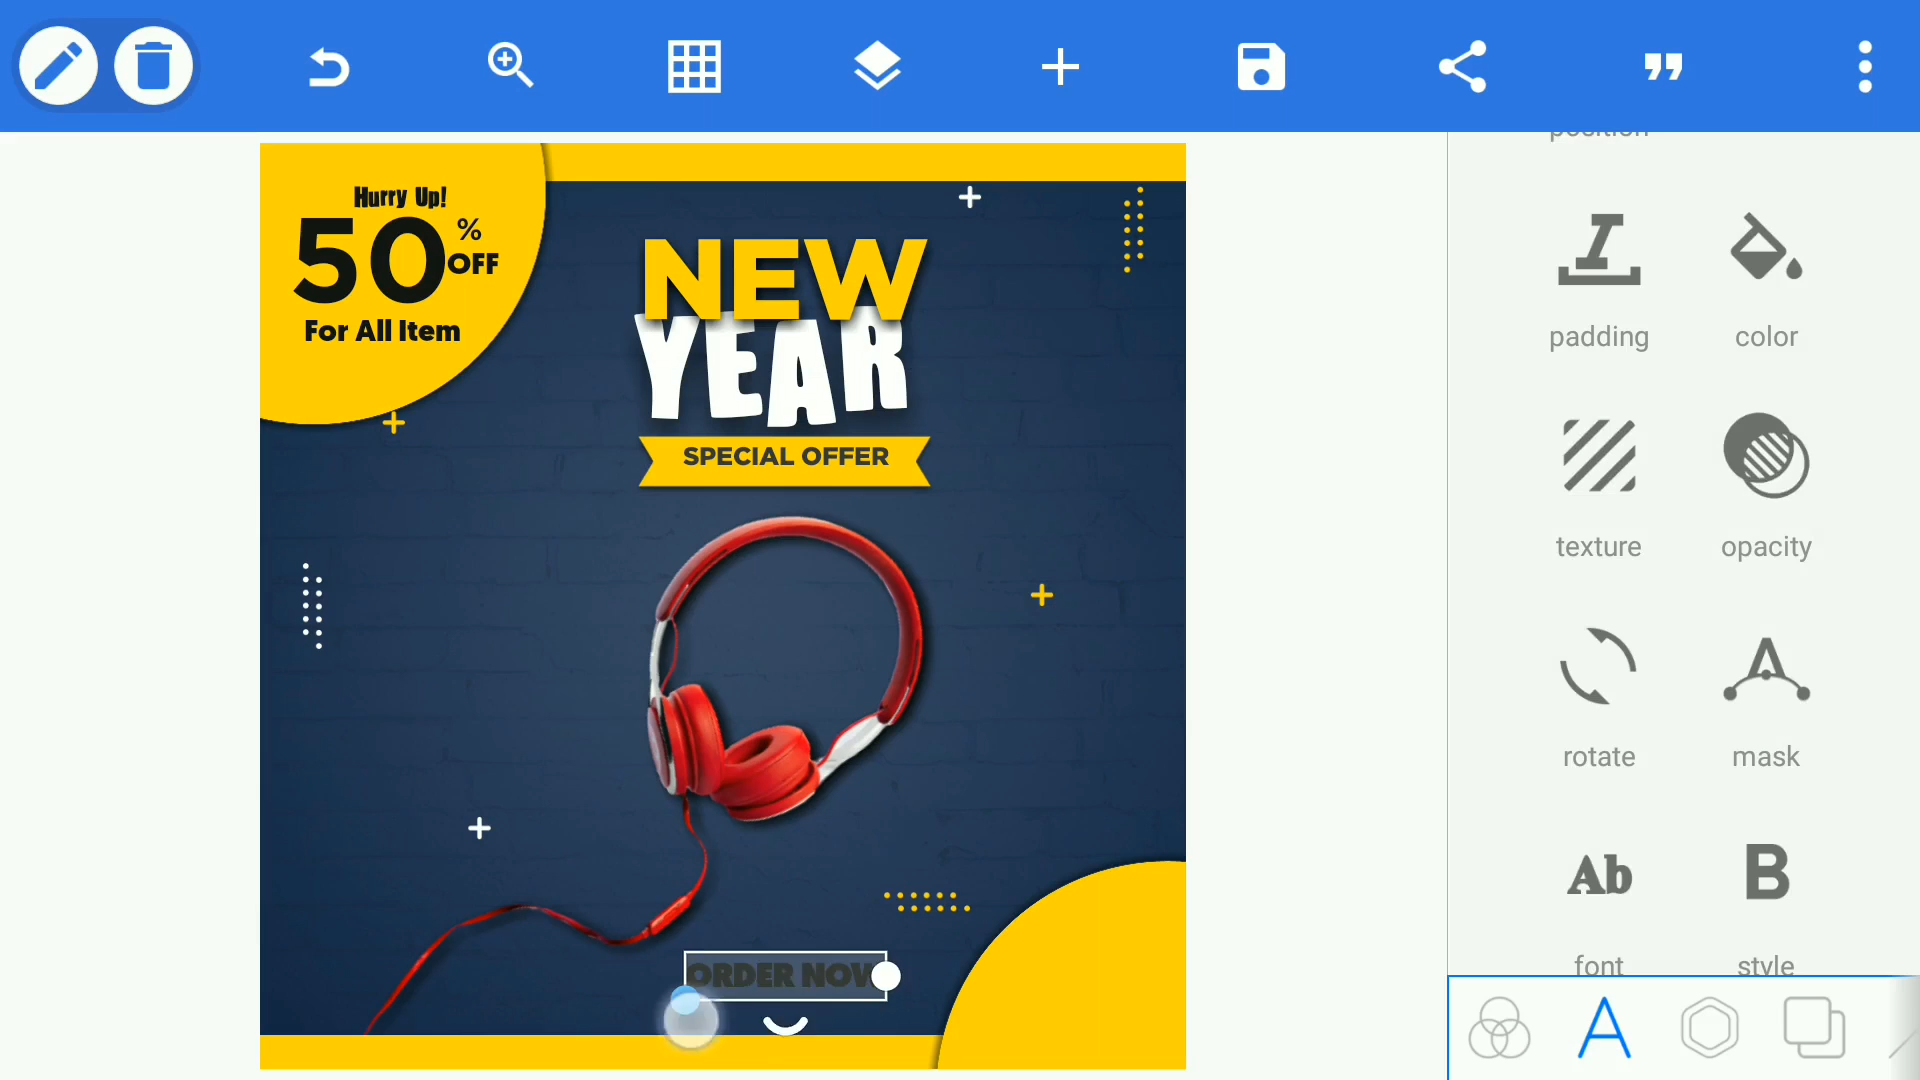 position
Hurry Up!
50
%
OFF
For All Item
NEW
YEAR
SPECIAL OFFER
ORDER NOW
padding
color
texture
opacity
rotate
mask
Ab
B
font
style